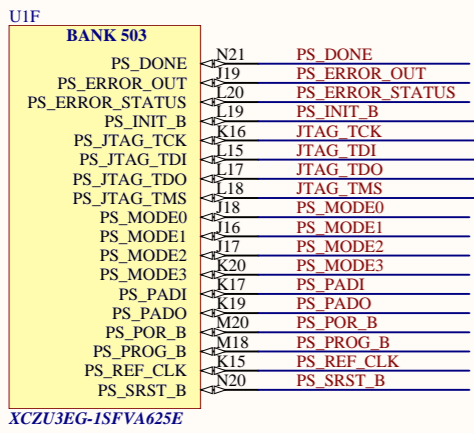 U1F
BANK 503
PS_DONE N21 PS_DONE
PS_ERROR_OUT J19 PS_ERROR_OUT
PS_ERROR_STATUS L20 PS_ERROR_STATUS
PS_INIT_B L19 PS_INIT_B
PS_JTAG_TCK K16 JTAG_TCK
PS_JTAG_TDI L15 JTAG_TDI
PS_JTAG_TDO L17 JTAG_TDO
PS_JTAG_TMS L18 JTAG_TMS
PS_MODE0 J18 PS_MODE0
PS_MODE1 J16 PS_MODE1
PS_MODE2 J17 PS_MODE2
PS_MODE3 K20 PS_MODE3
PS_PADI K17 PS_PADI
PS_PADO K19 PS_PADO
PS_POR_B M20 PS_POR_B
PS_PROG_B M18 PS_PROG_B
PS_REF_CLK K15 PS_REF_CLK
PS_SRST_B N20 PS_SRST_B
XCZU3EG-1SFVA625E